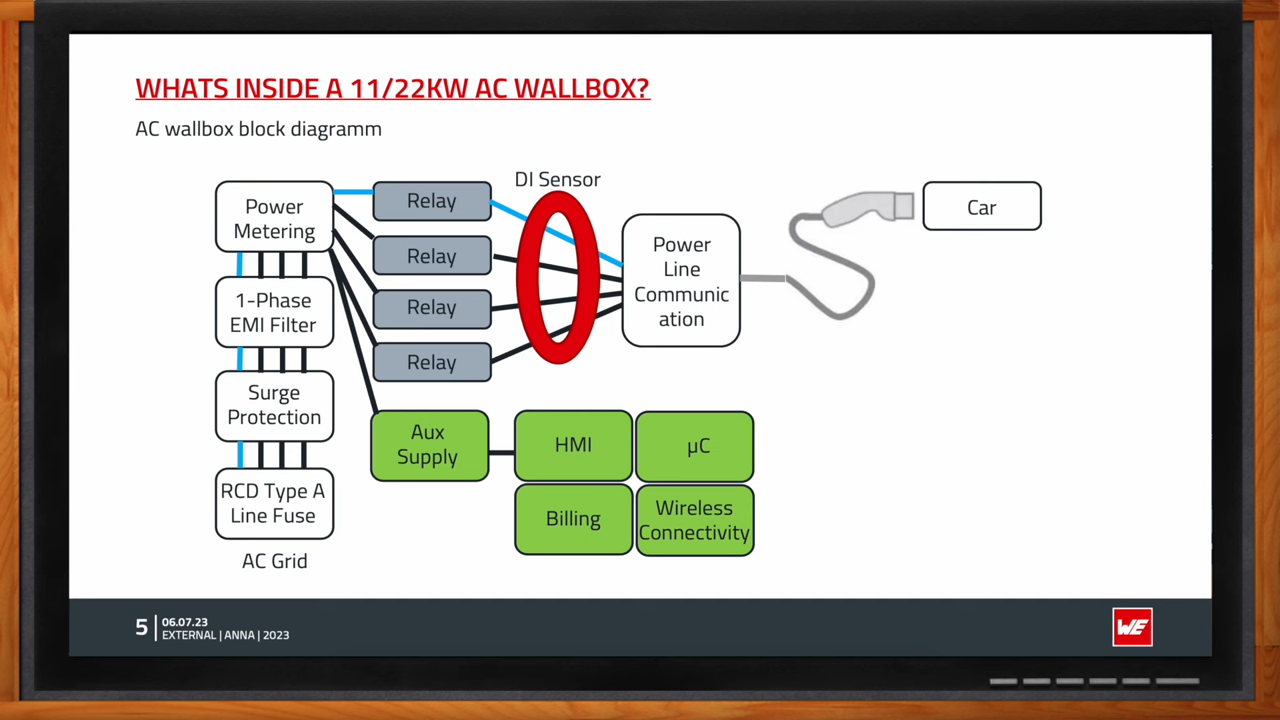 WHATS INSIDE A 11/22KW AC WALLBOX?
AC wallbox block diagramm
DI Sensor
Power
Metering
Relay
Relay
Relay
Relay
Power
Line
Communic
ation
Car
1-Phase
EMI Filter
Surge
Protection
RCD Type A
Line Fuse
AC Grid
Aux
Supply
HMI
µC
Billing
Wireless
Connectivity
5
06.07.23
EXTERNAL | ANNA | 2023
WE